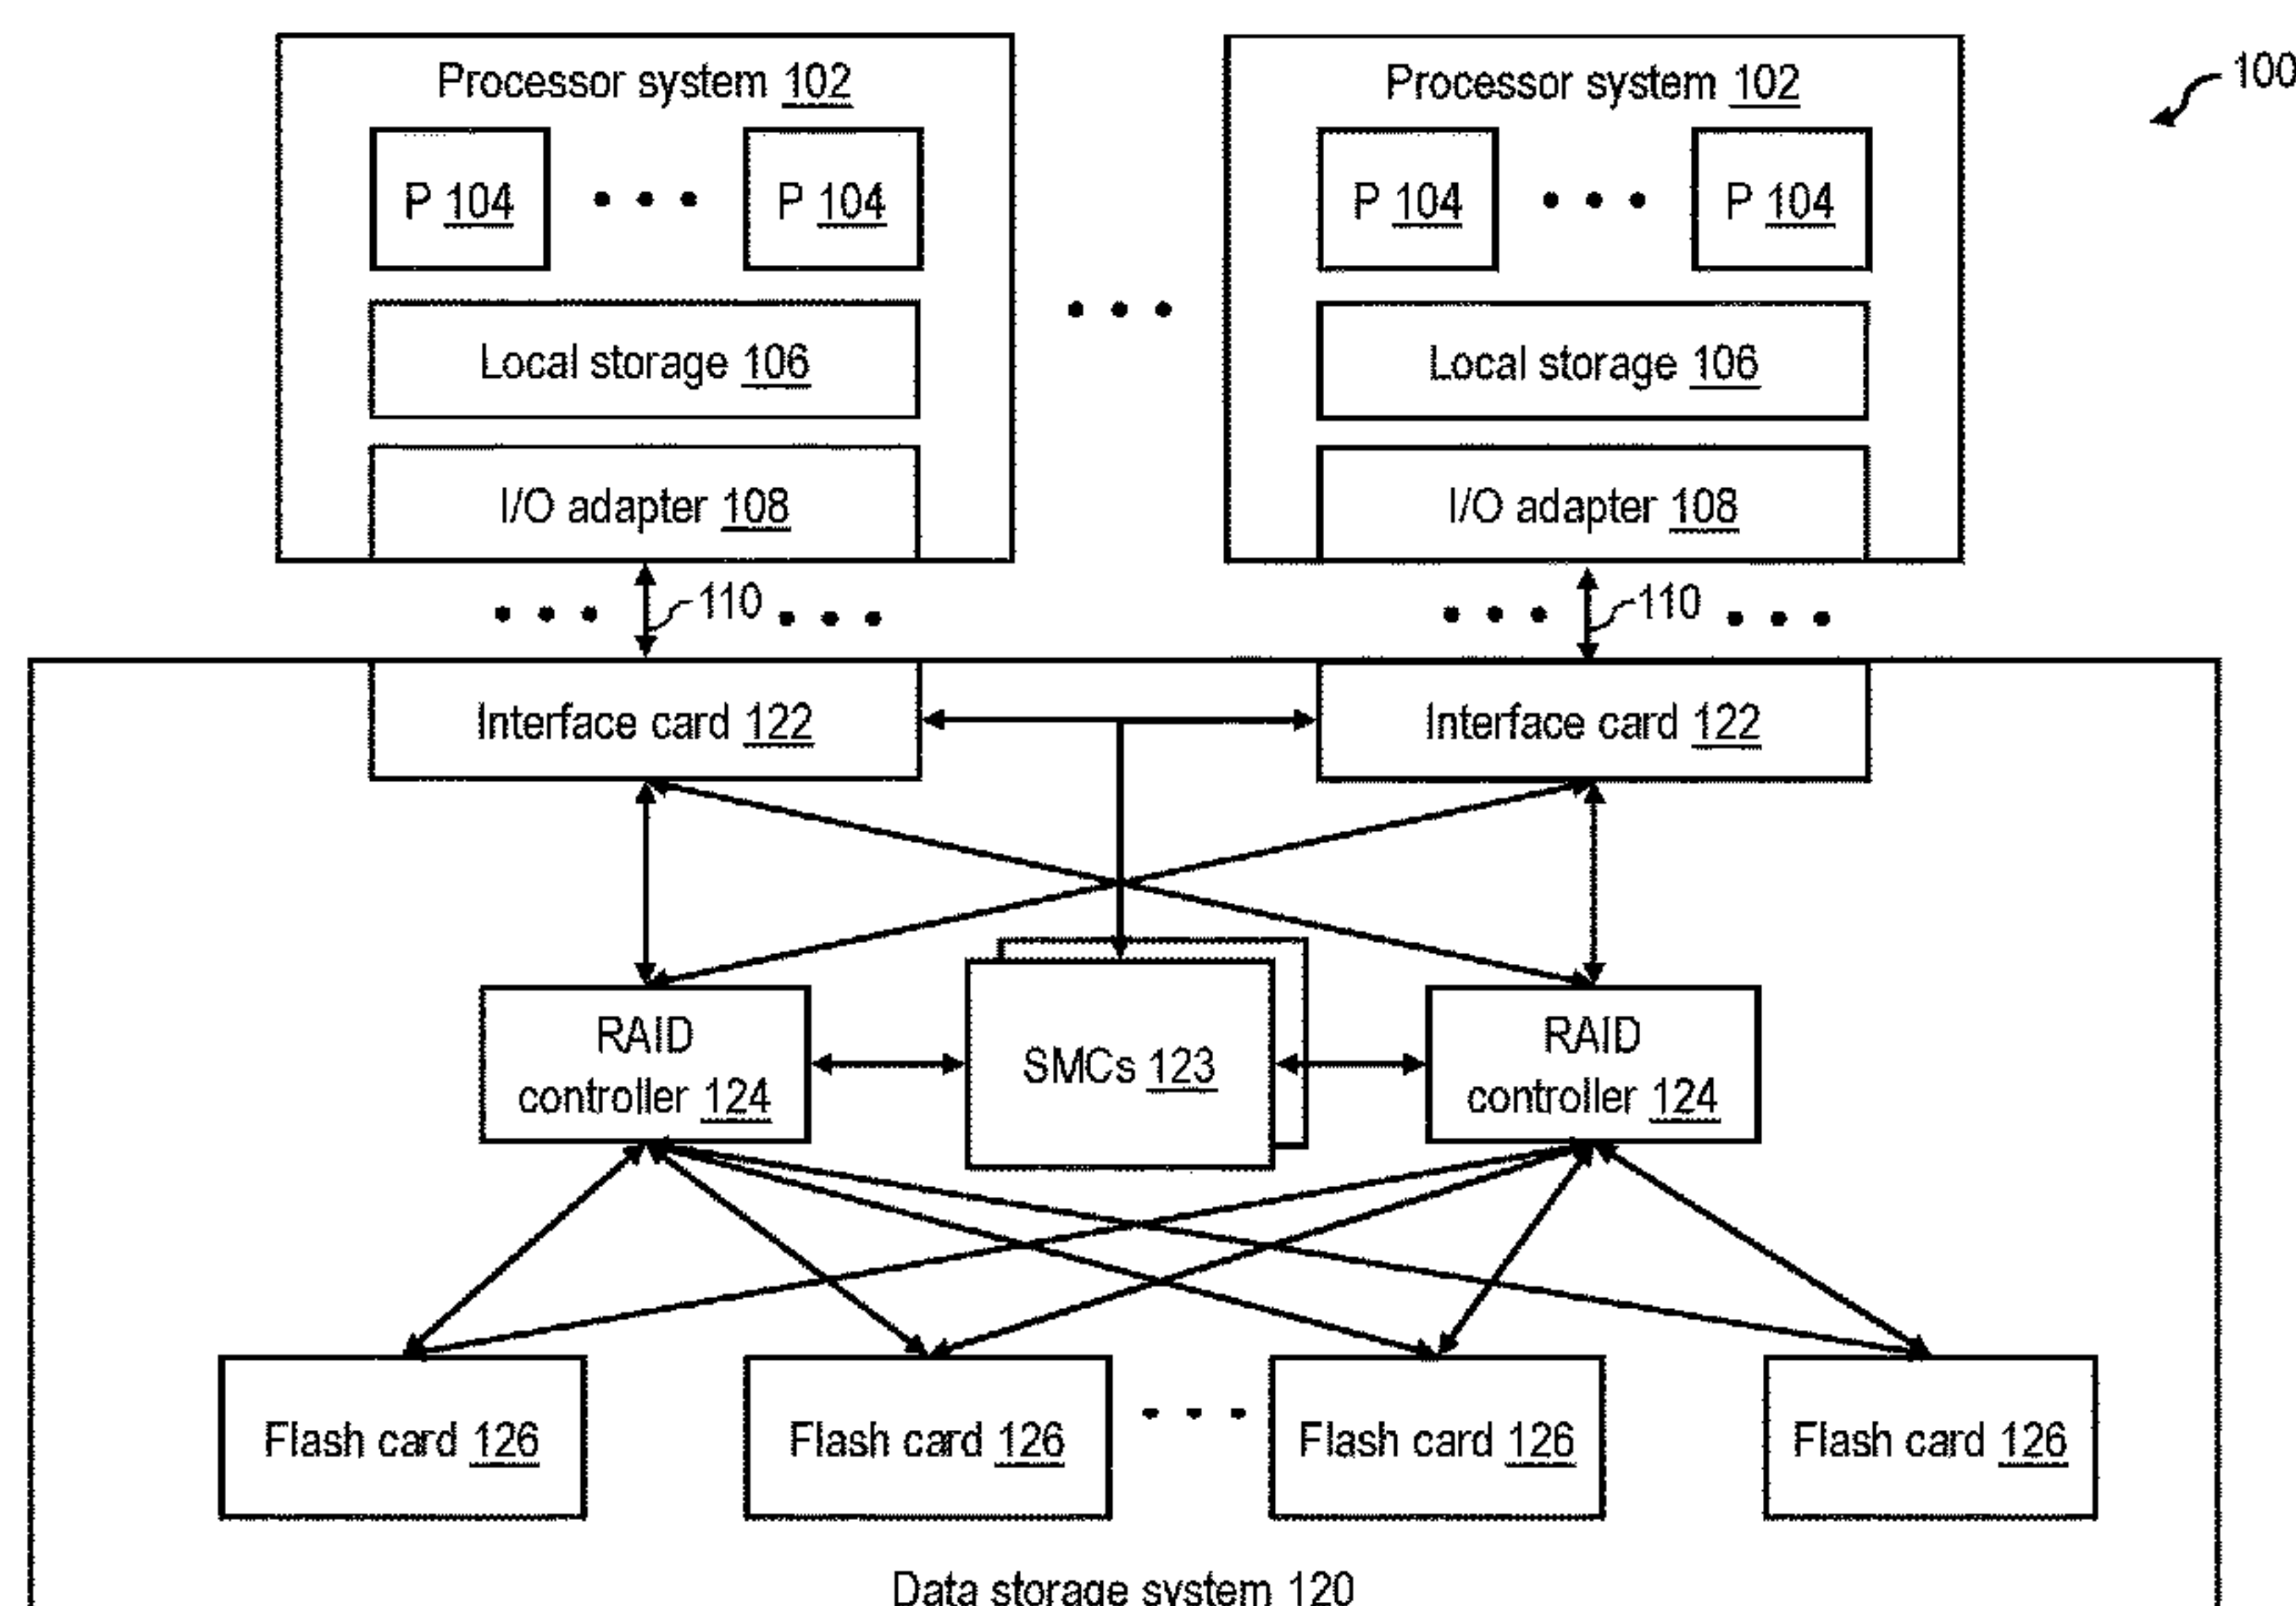 100
Processor system 102
Processor system 102
P 104
P 104
P 104
P 104
Local storage 106
Local storage 106
I/O adapter 108
I/O adapter 108
110
110
Interface card 122
Interface card 122
RAID
controller 124
SMCs 123
RAID
controller 124
Flash card 126
Flash card 126
Flash card 126
Flash card 126
Data storage system 120